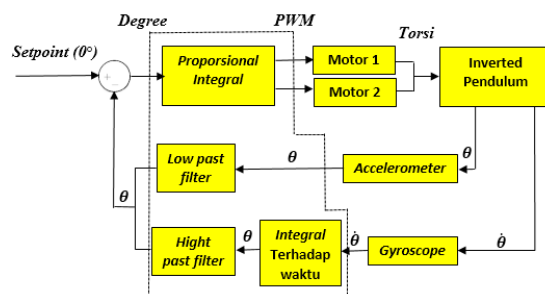 Degree
PWM
Torsi
Setpoint (0°)
Proporsional
Integral
Motor 1
Motor 2
Inverted
Pendulum
Low past
filter
θ
Accelerometer
θ
θ
Hight
past filter
θ
Integral
Terhadap
waktu
θ̇
Gyroscope
θ̇